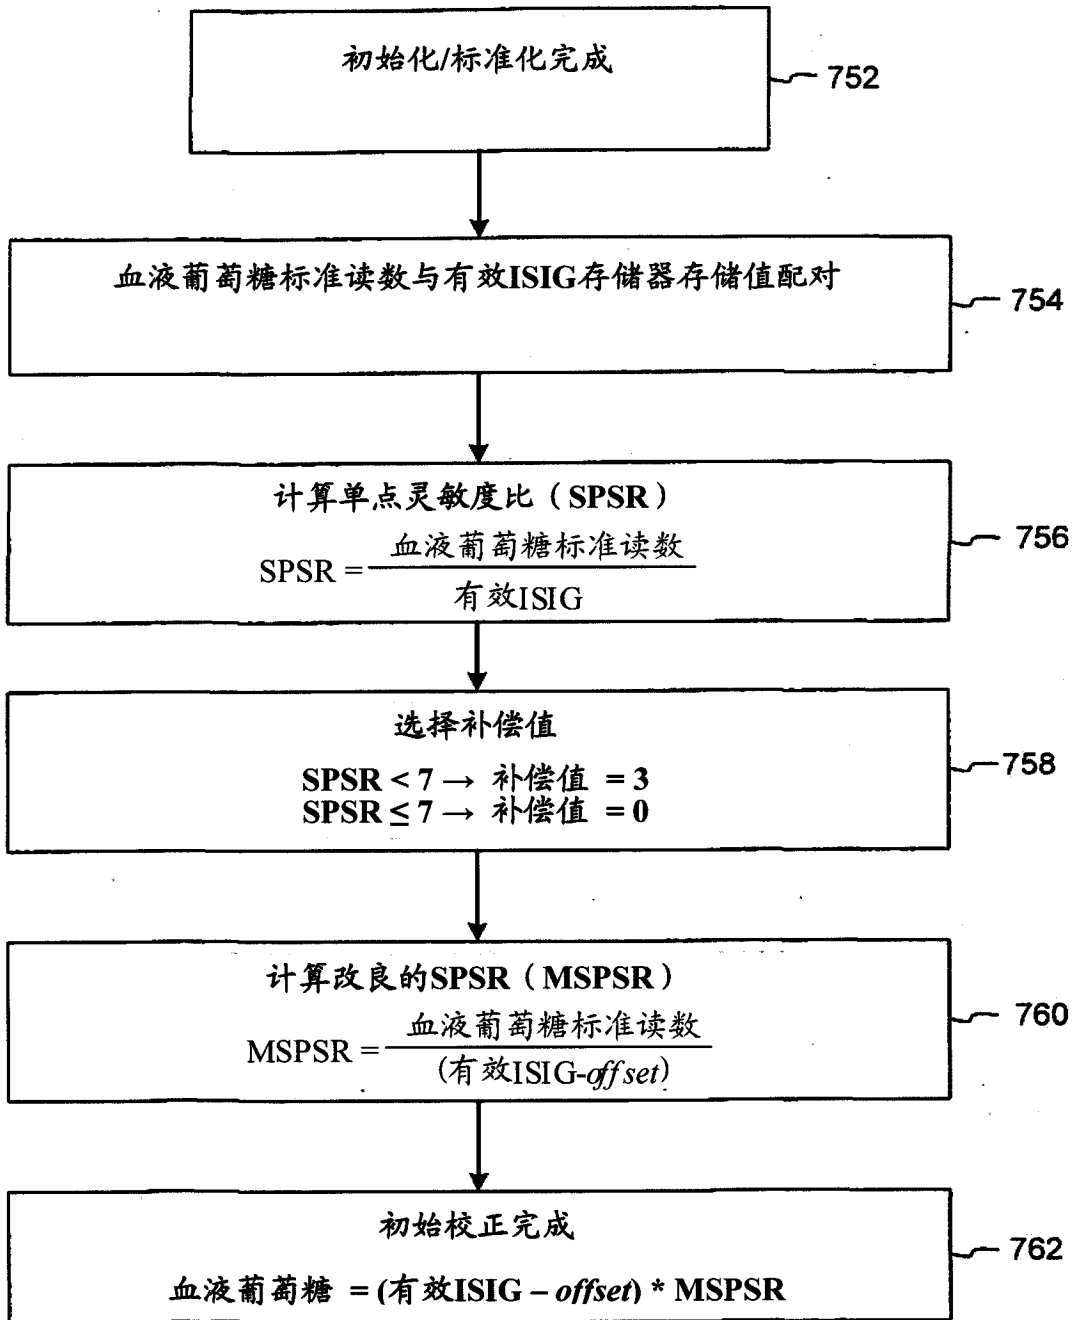 初始化/标准化完成
752
血液葡萄糖标准读数与有效ISIG存储器存储值配对
754
计算单点灵敏度比（SPSR）
SPSR = 血液葡萄糖标准读数
有效ISIG
756
选择补偿值
SPSR < 7 → 补偿值 = 3
SPSR ≤ 7 → 补偿值 = 0
758
计算改良的SPSR（MSPSR）
MSPSR = 血液葡萄糖标准读数
(有效ISIG-offset)
760
初始校正完成
血液葡萄糖 = (有效ISIG – offset) * MSPSR
762